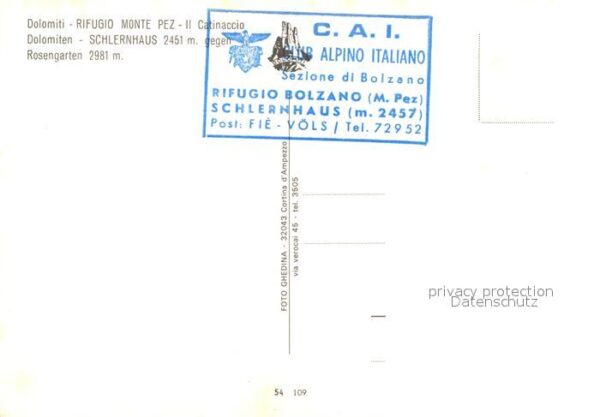 Dolomiti - RIFUGIO MONTE PEZ - Il Catinaccio
Dolomiten - SCHLERNHAUS 2451 m. gegen
Rosengarten 2981 m.
C. A. I.
CLUB ALPINO ITALIANO
Sezione di Bolzano
RIFUGIO BOLZANO (M. Pez)
SCHLERNHAUS (m. 2457)
Post: FIÈ - VÖLS / Tel. 72952
FOTO GHEDINA - 32043 Cortina d'Ampezzo
via verocai 45 - tel. 3505
privacy protection
Datenschutz
54 109